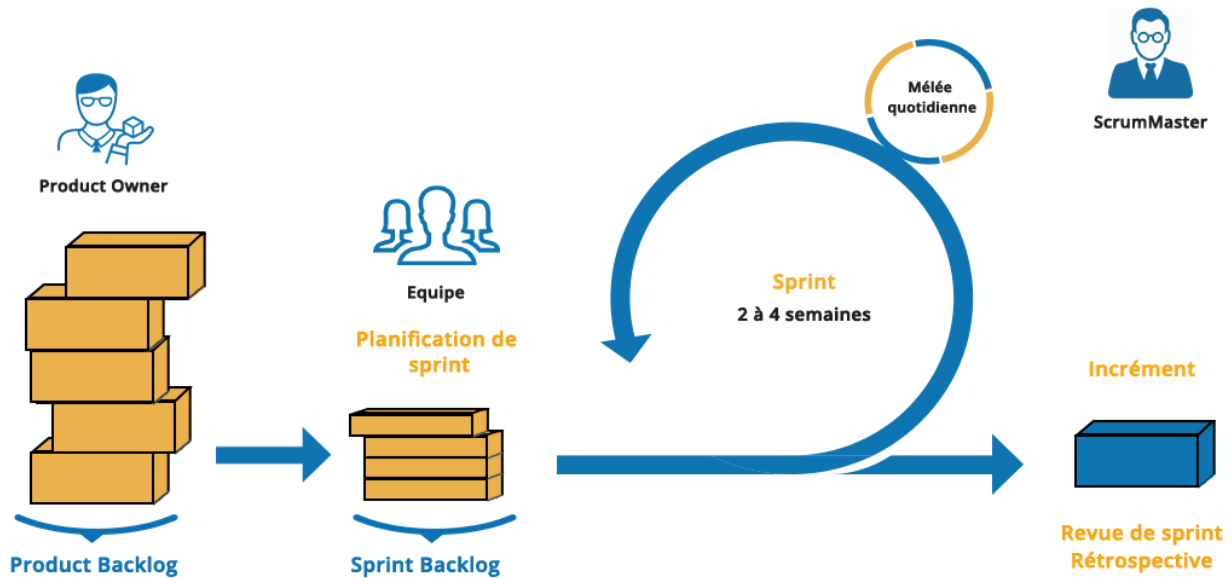 Product Owner
Product Backlog
Equipe
Planification de
sprint
Sprint Backlog
Mélée
quotidienne
Sprint
2 à 4 semaines
ScrumMaster
Incrément
Revue de sprint
Rétrospective